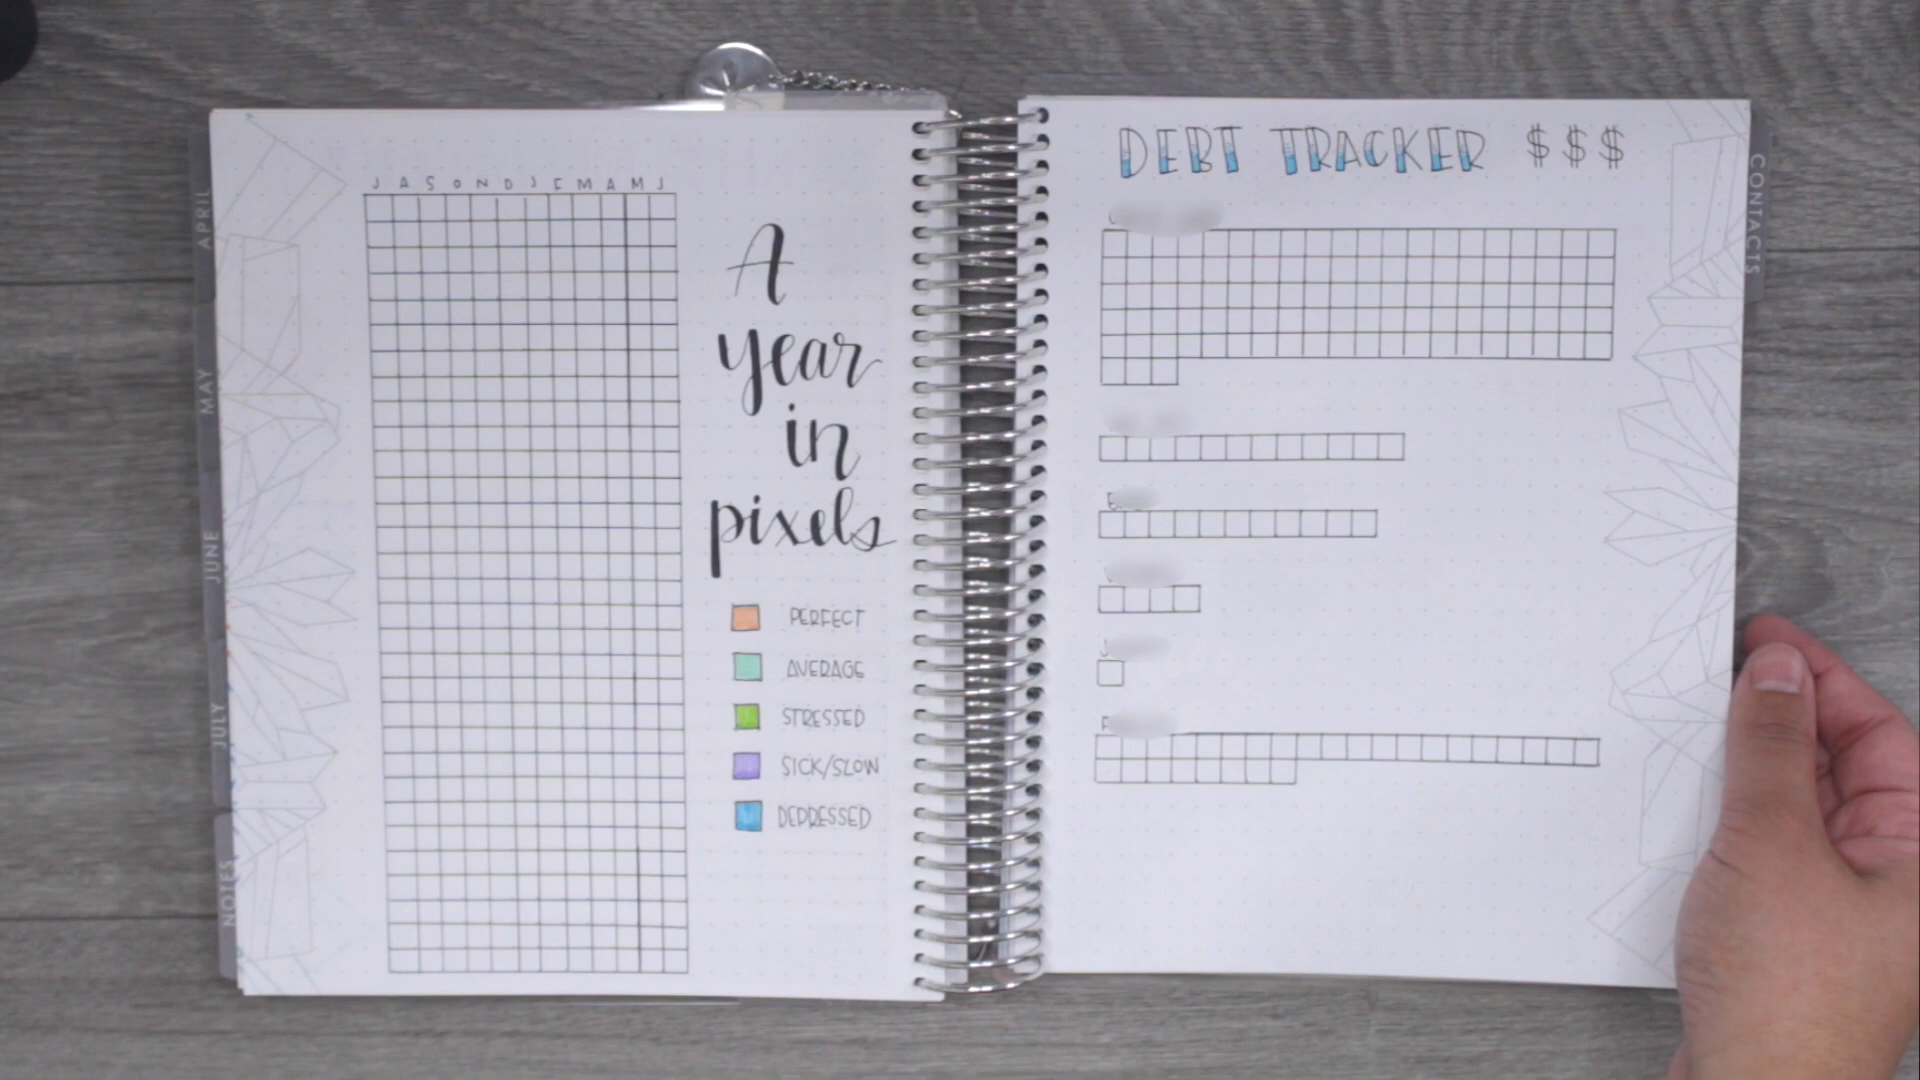 J A S O N D J F M A M J
A
year
in
pixels
PERFECT
AVERAGE
STRESSED
SICK/SLOW
DEPRESSED
DEBT TRACKER $$$
E
J
APRIL
MAY
JUNE
JULY
NOTES
CONTACTS